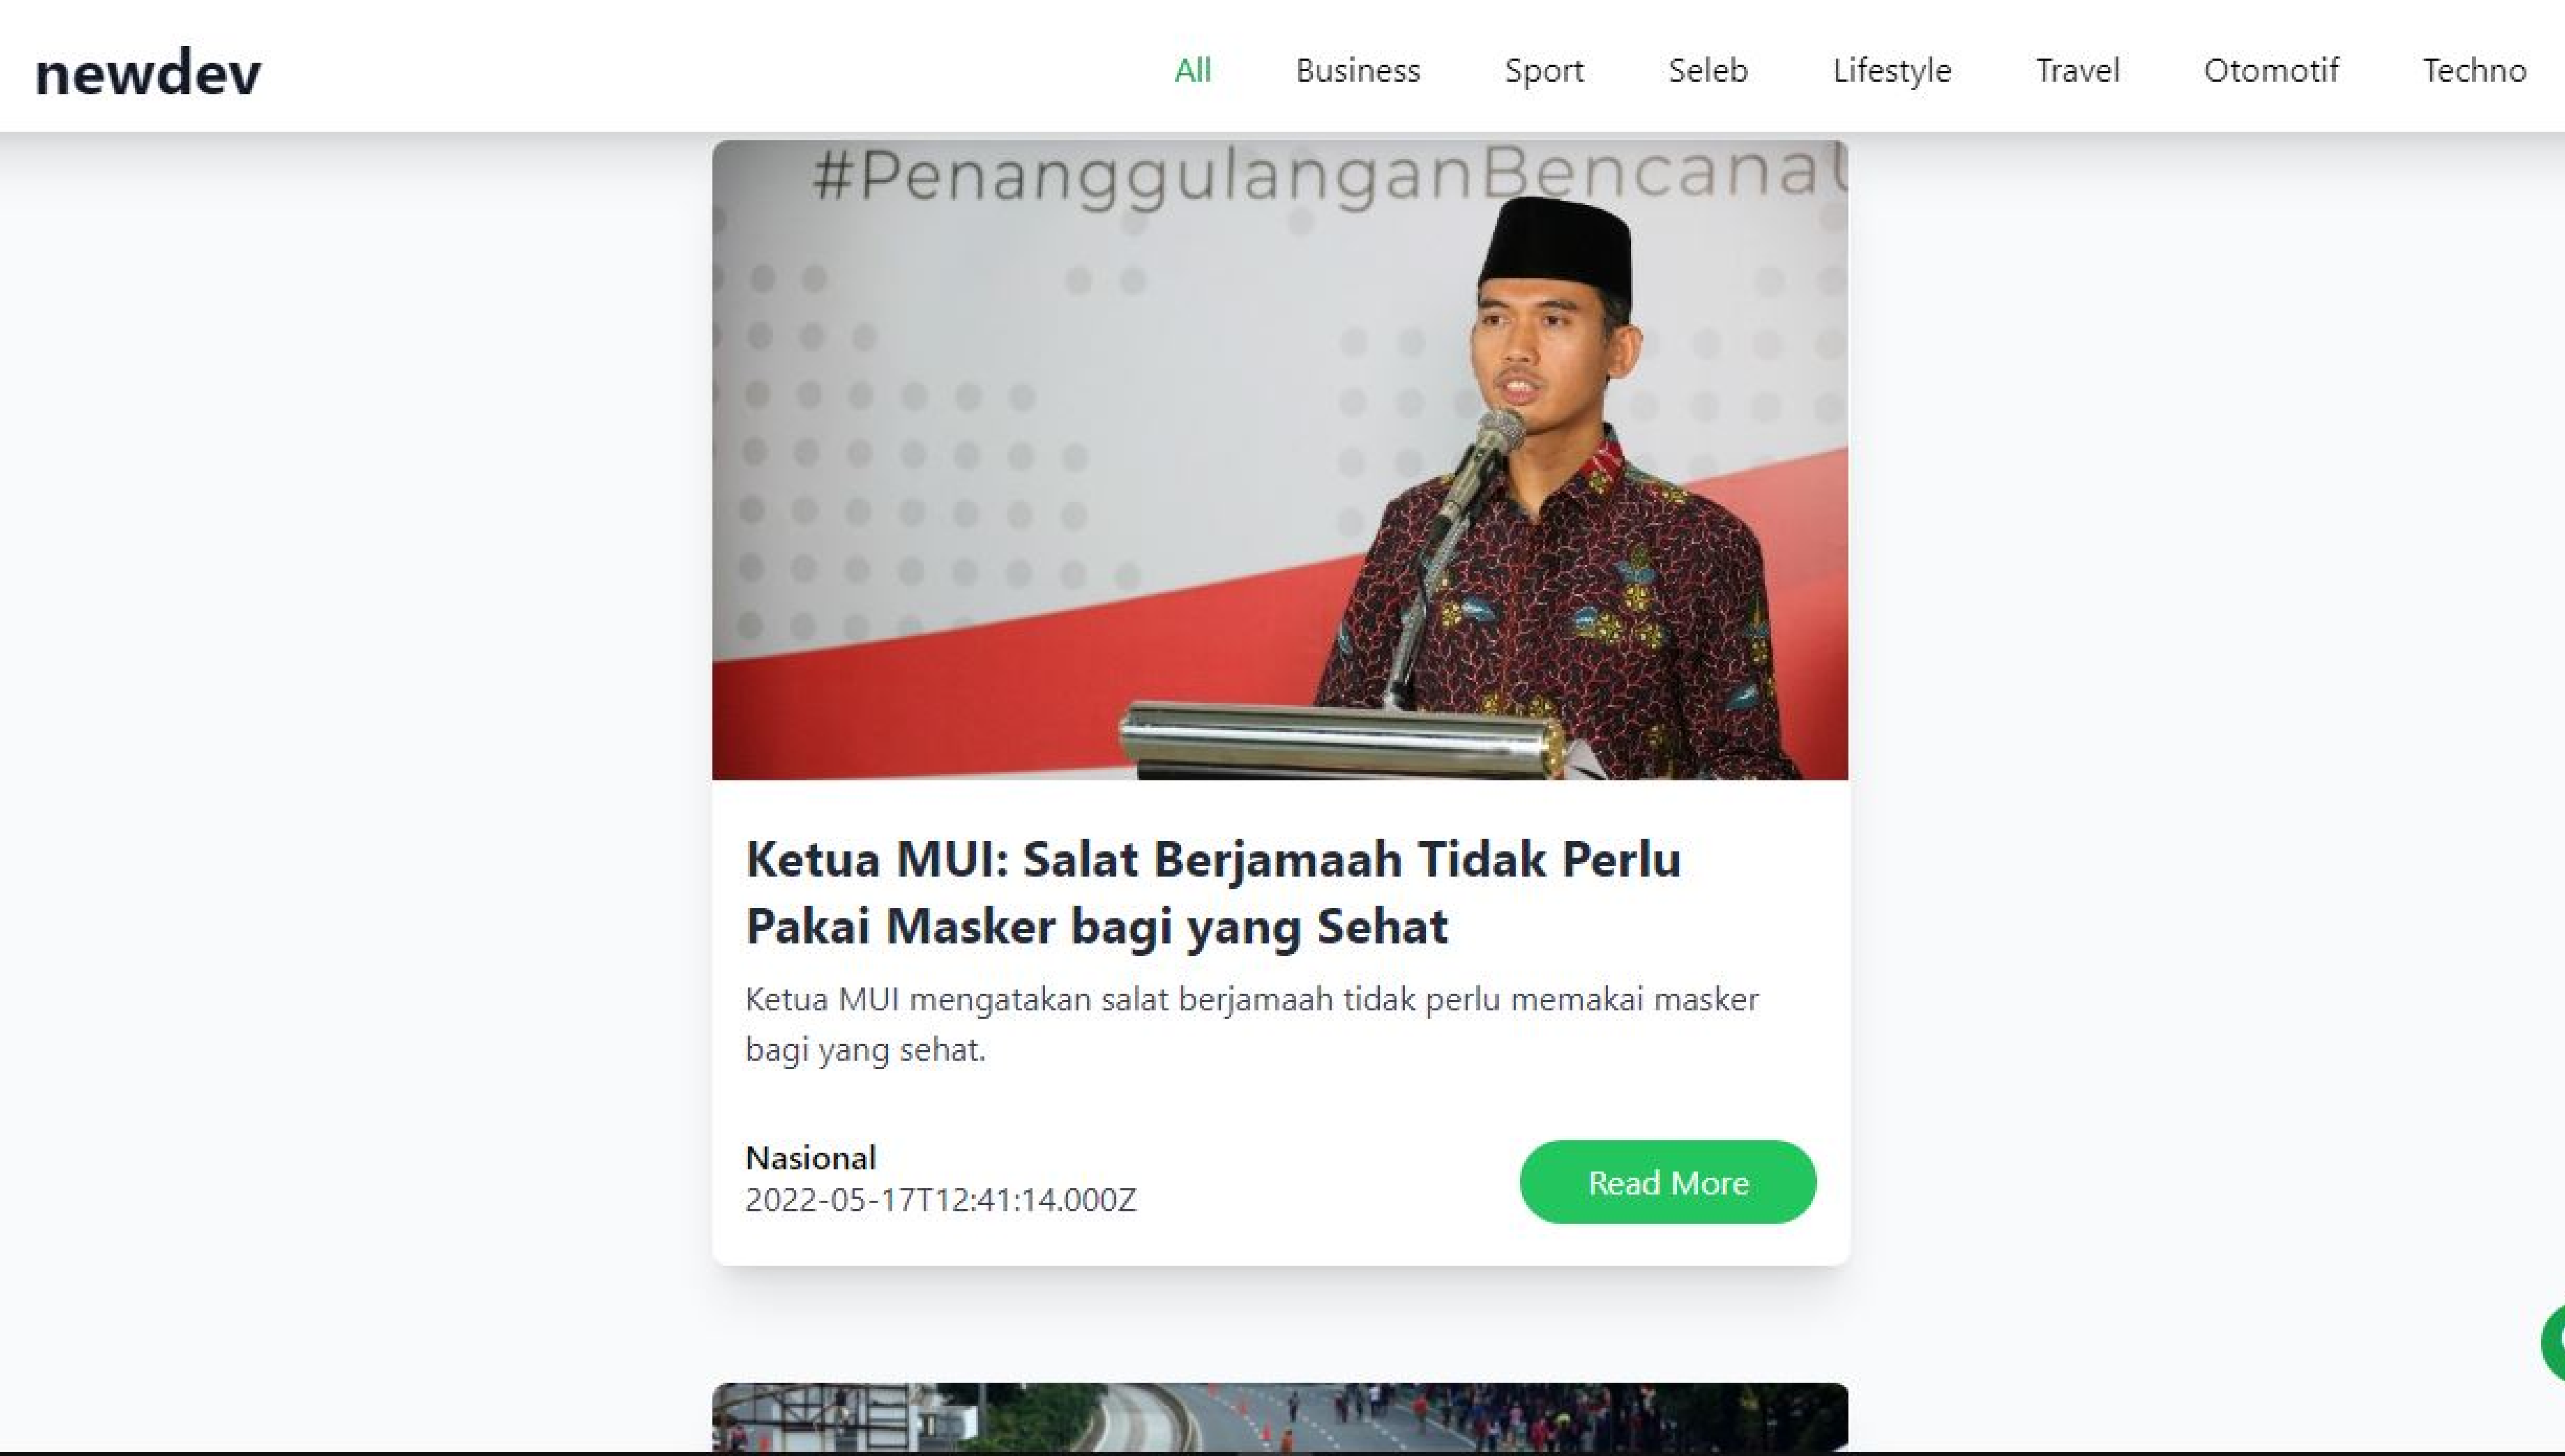 newdev
All Business Sport Seleb Lifestyle Travel Otomotif Techno
#PenanggulanganBencana
Ketua MUI: Salat Berjamaah Tidak Perlu
Pakai Masker bagi yang Sehat
Ketua MUI mengatakan salat berjamaah tidak perlu memakai masker
bagi yang sehat.
Nasional
2022-05-17T12:41:14.000Z
Read More